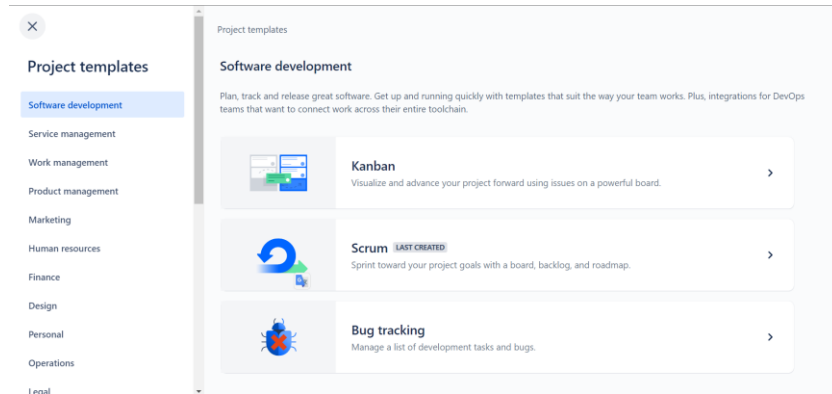 Project templates
Software development
Service management
Work management
Product management
Marketing
Human resources
Finance
Design
Personal
Operations
Legal
Project templates
Software development
Plan, track and release great software. Get up and running quickly with templates that suit the way your team works. Plus, integrations for DevOps
teams that want to connect work across their entire toolchain.
Kanban
Visualize and advance your project forward using issues on a powerful board.
Scrum LAST CREATED
Sprint toward your project goals with a board, backlog, and roadmap.
Bug tracking
Manage a list of development tasks and bugs.